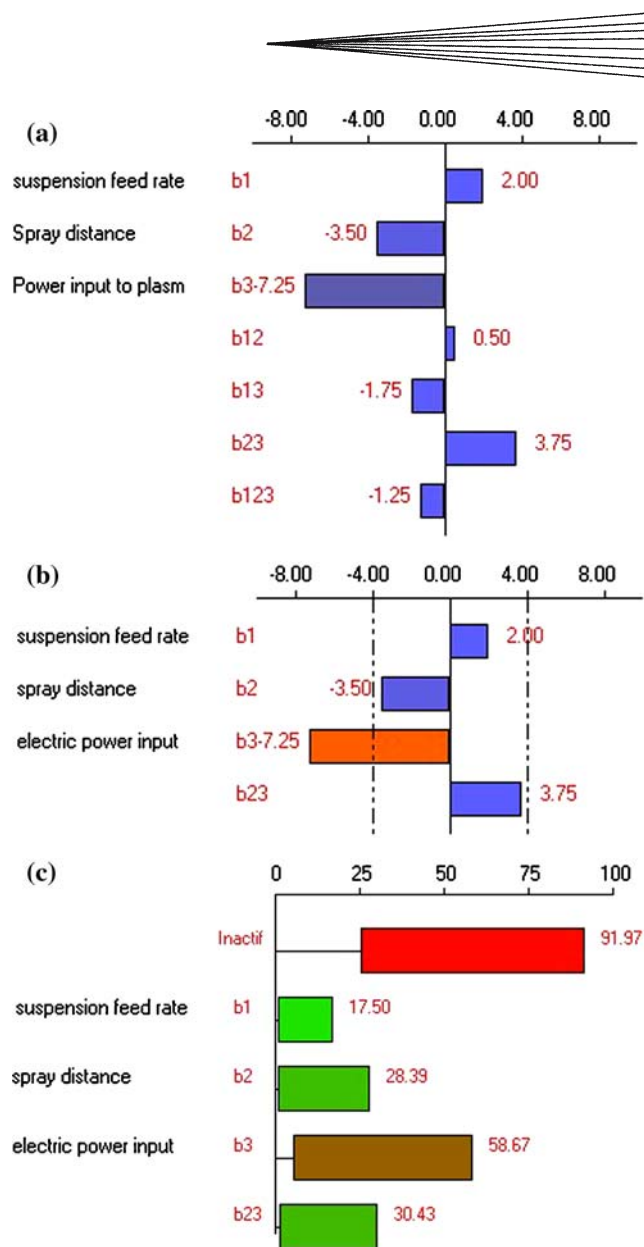 (a)
-8.00 -4.00 0.00 4.00 8.00
suspension feed rate b1 2.00
Spray distance b2 -3.50
Power input to plasm b3 -7.25
b12 0.50
b13 -1.75
b23 3.75
b123 -1.25
(b)
-8.00 -4.00 0.00 4.00 8.00
suspension feed rate b1 2.00
spray distance b2 -3.50
electric power input b3 -7.25
b23 3.75
(c)
0 25 50 75 100
Inactif 91.97
suspension feed rate b1 17.50
spray distance b2 28.39
electric power input b3 58.67
b23 30.43